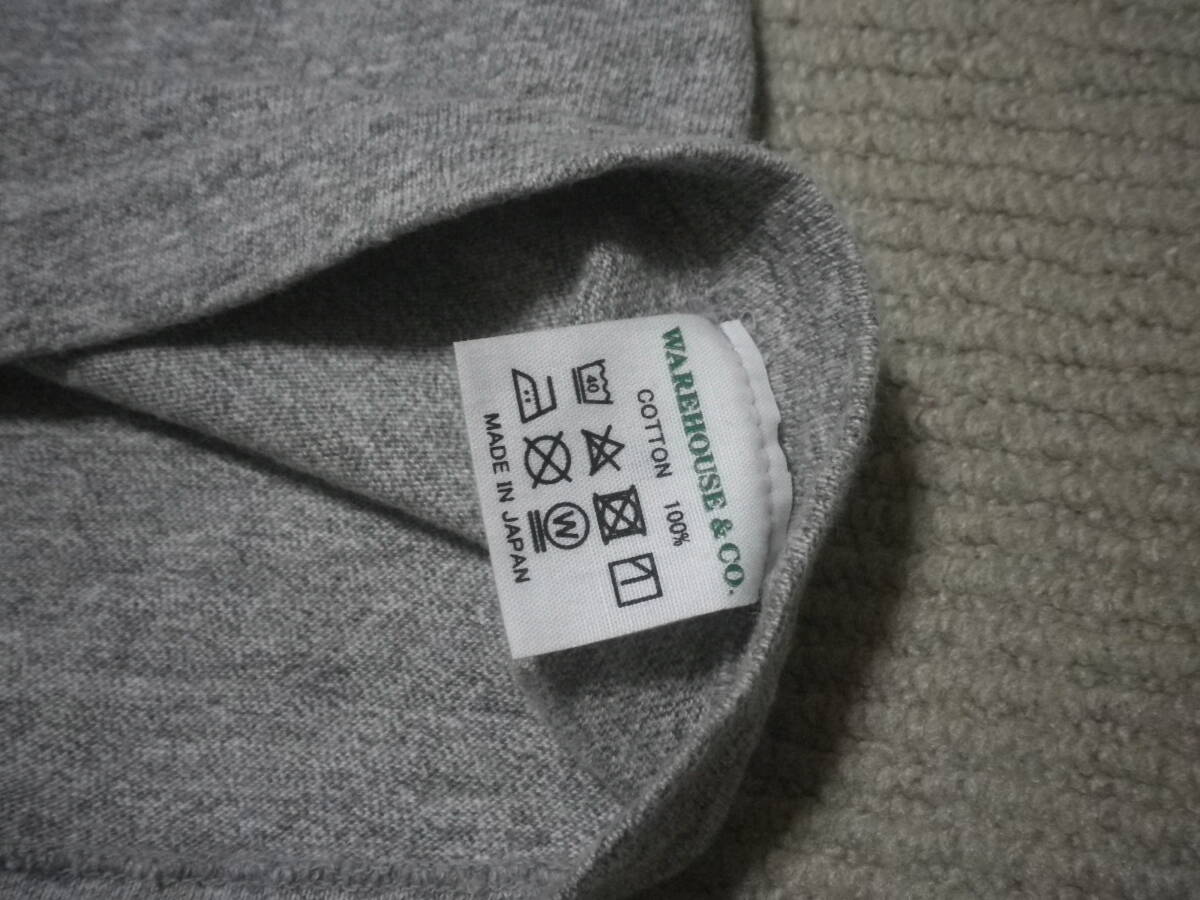 WAREHOUSE & CO.
COTTON 100%
40
W
MADE IN JAPAN